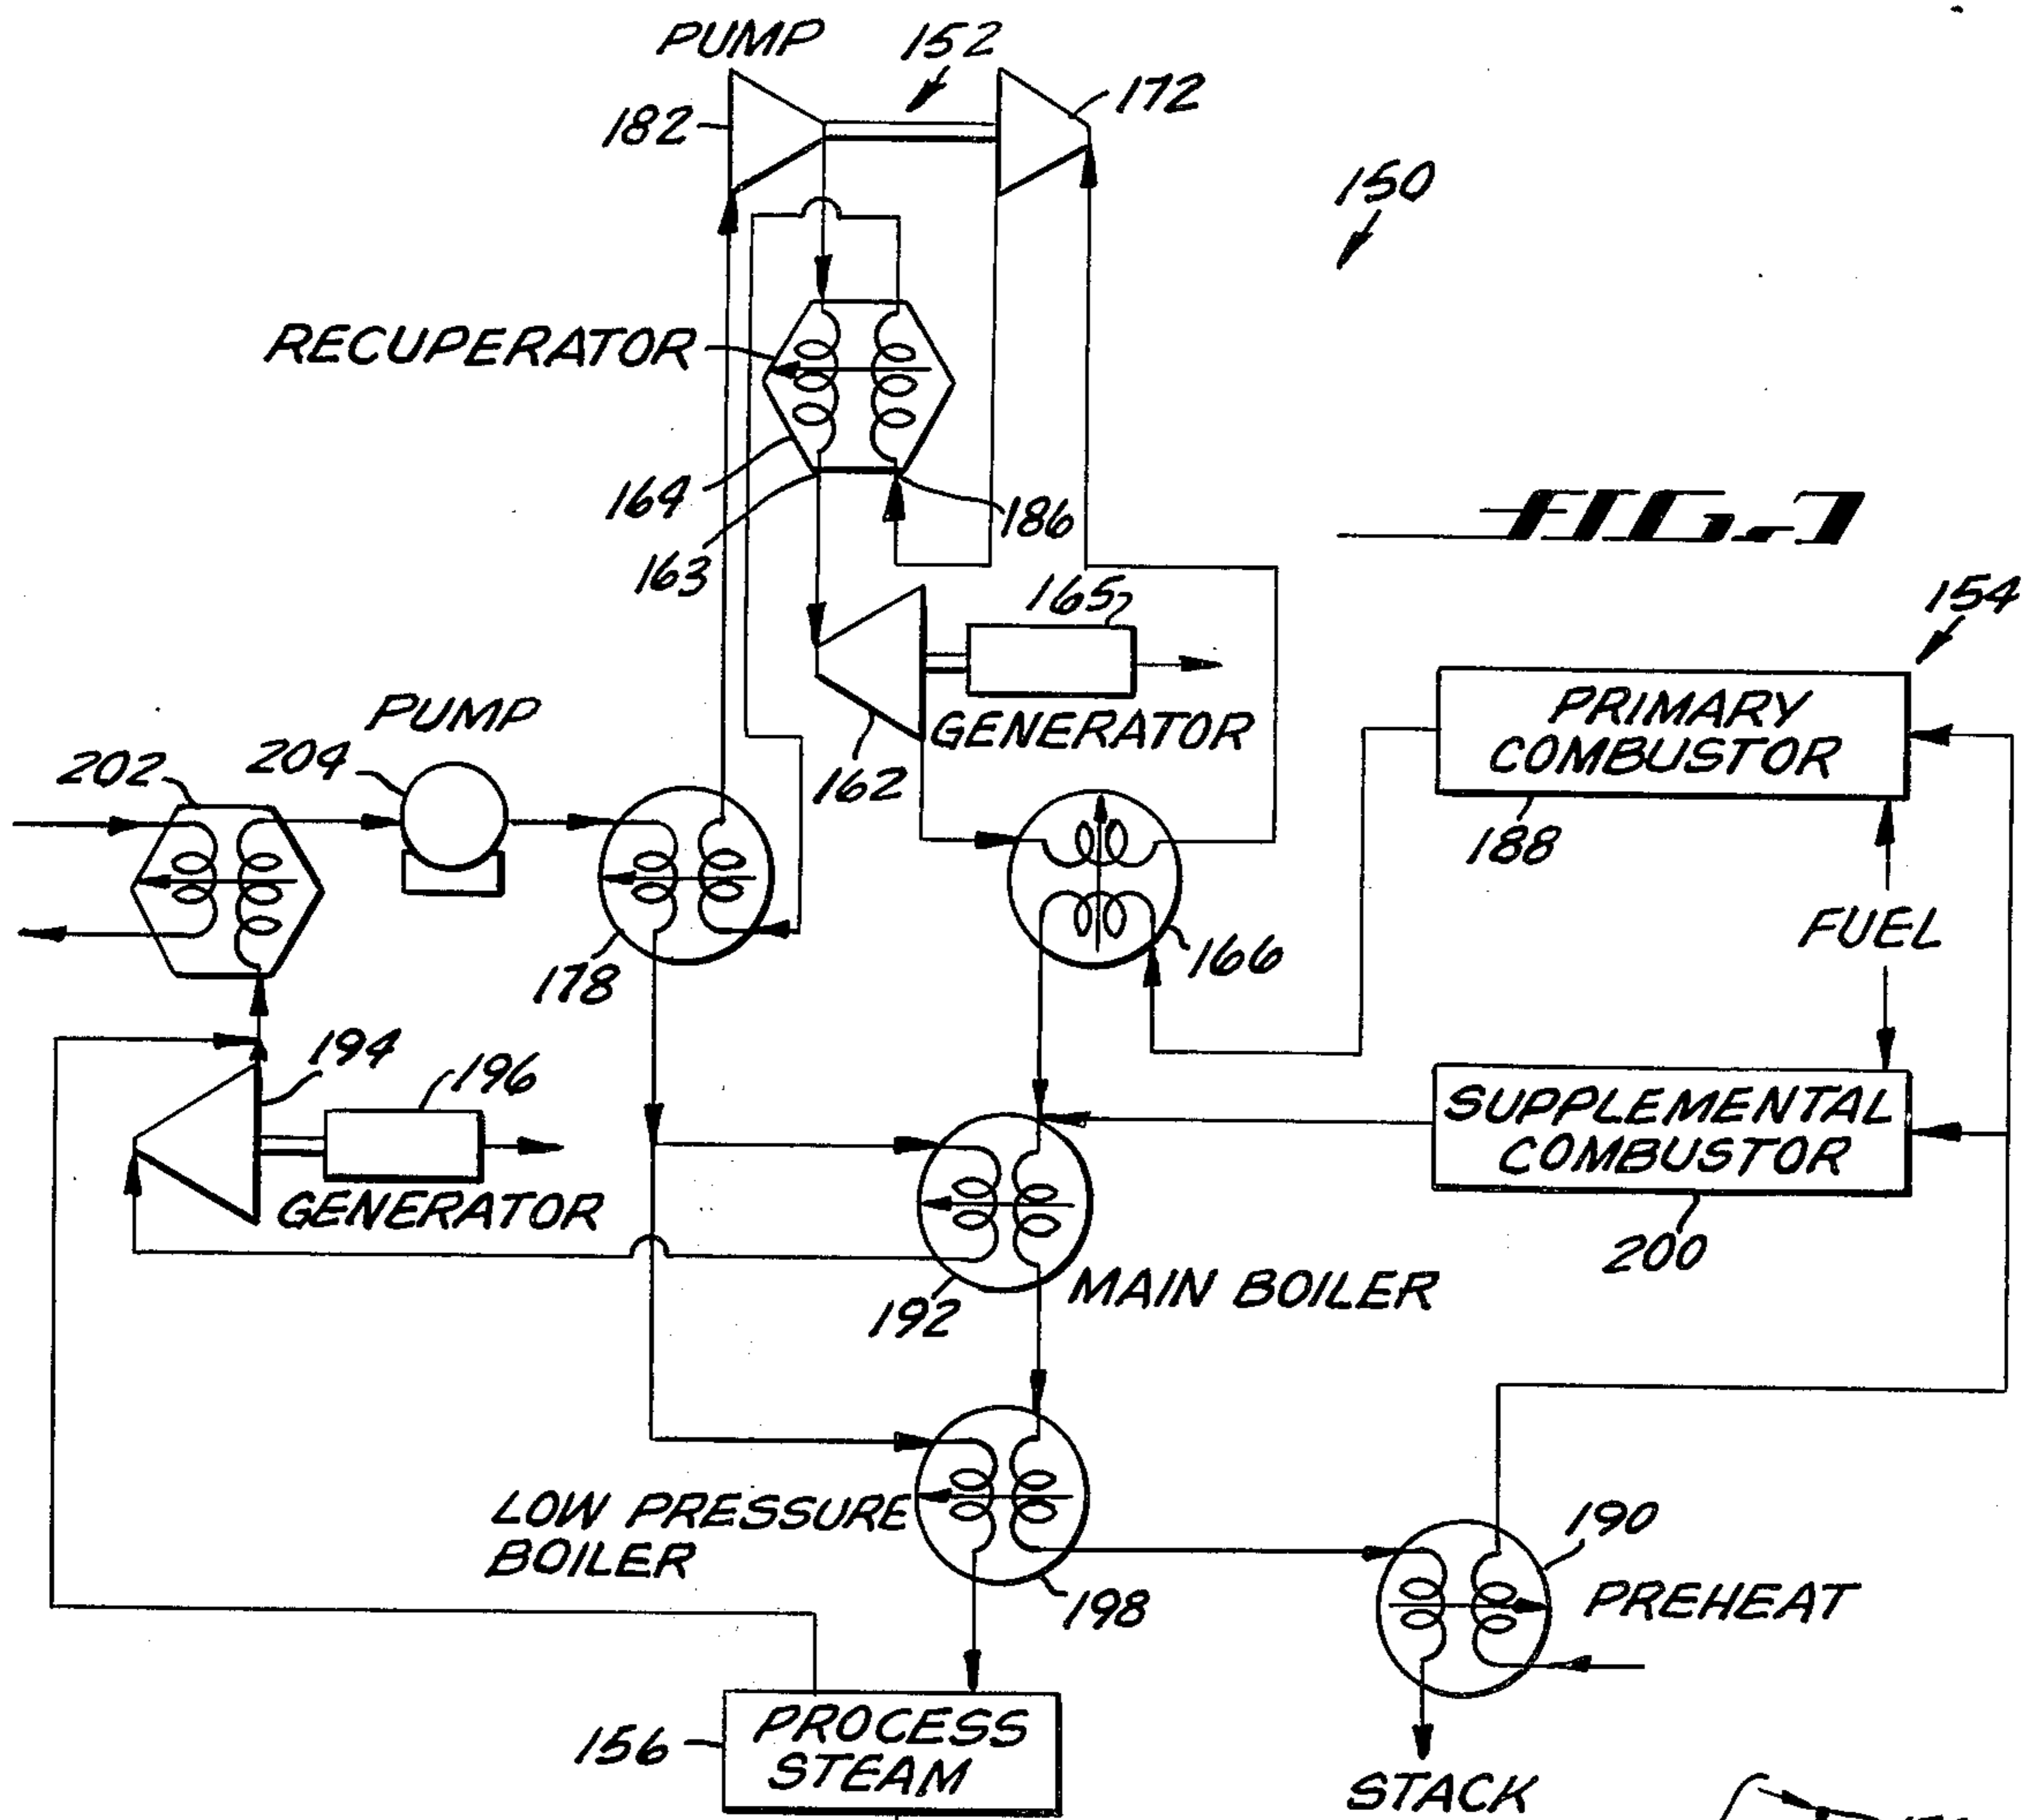 PUMP
152
172
182
150
RECUPERATOR
164
186
163
FIG. 7
165
154
PUMP
GENERATOR
PRIMARY
COMBUSTOR
202
204
162
188
FUEL
178
166
194
196
SUPPLEMENTAL
COMBUSTOR
GENERATOR
200
192
MAIN BOILER
LOW PRESSURE
BOILER
190
PREHEAT
198
156
PROCESS
STEAM
STACK